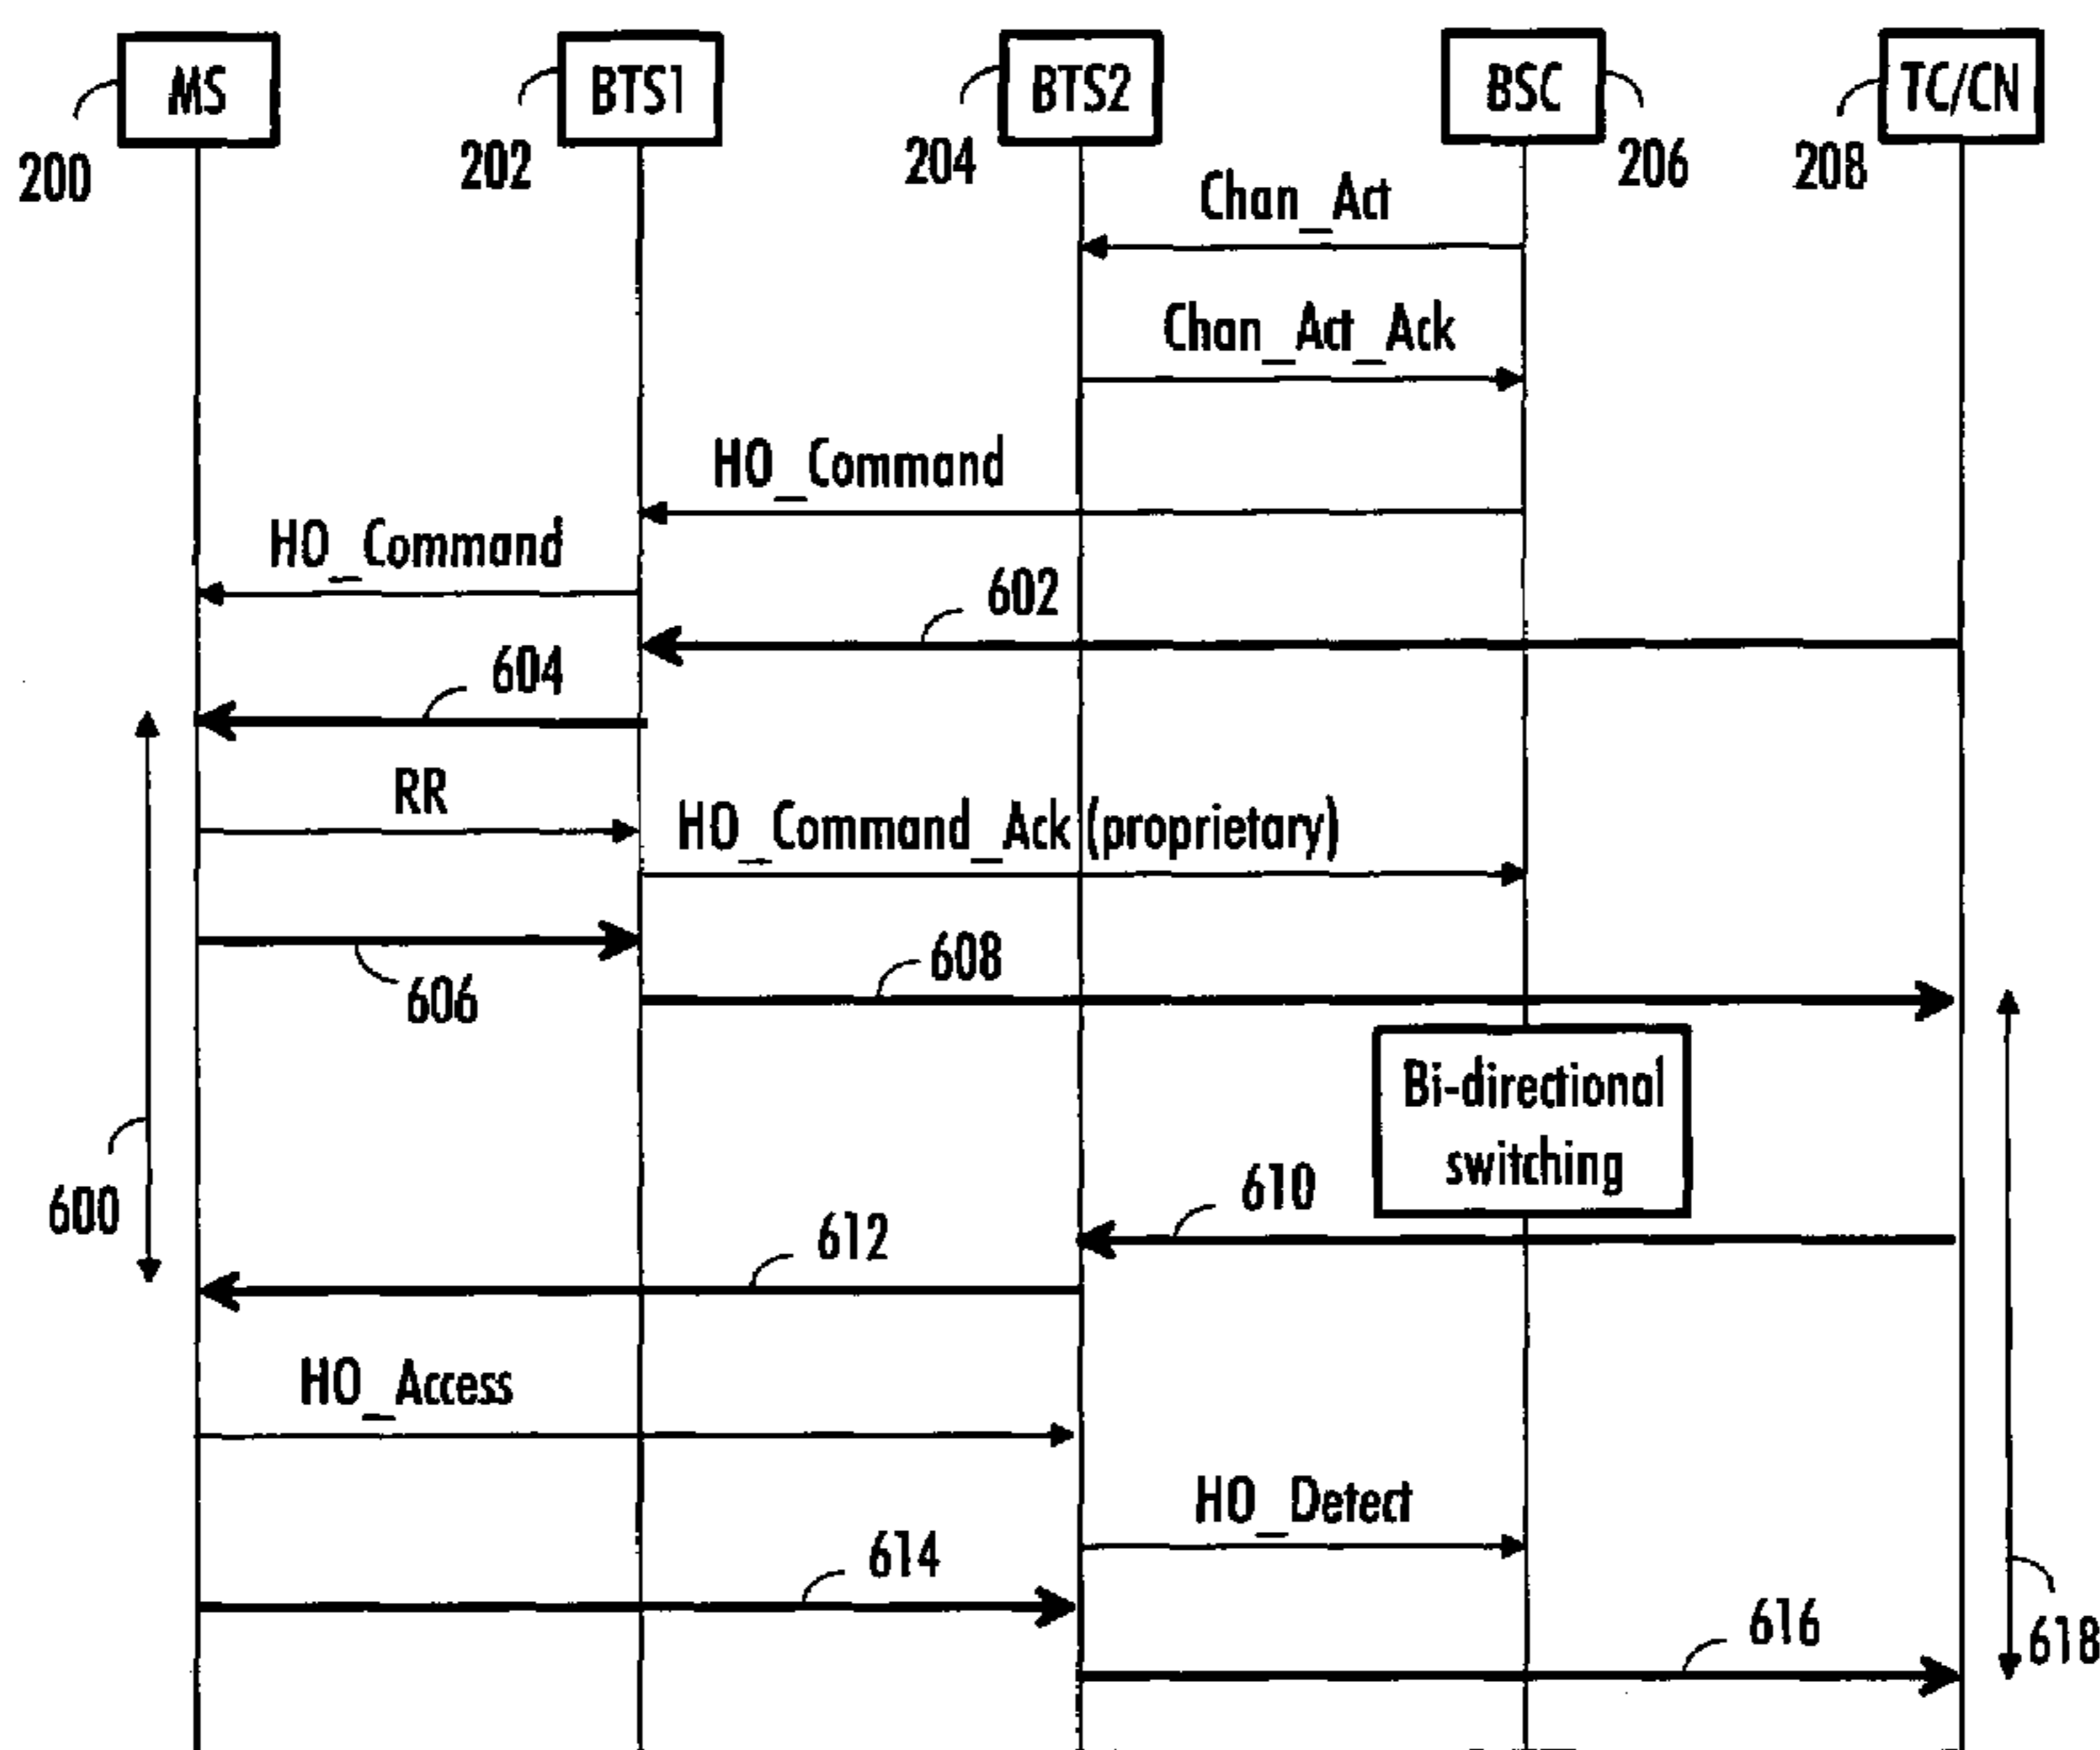 MS
BTS1
BTS2
BSC
TC/CN
200
202
204
206
208
Chan_Act
Chan_Act_Ack
HO_Command
HO_Command
602
604
RR
HO_Command_Ack (proprietary)
606
608
Bi-directional
switching
600
610
612
HO_Access
HO_Detect
614
616
618